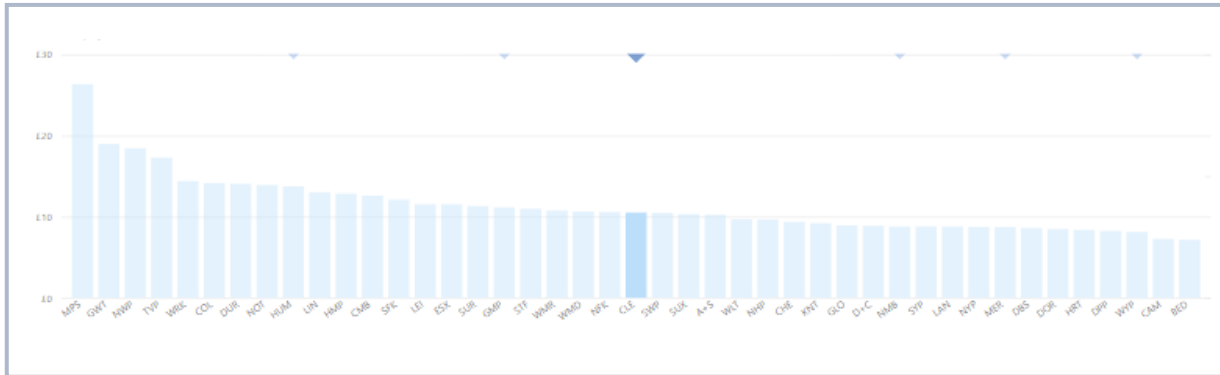 £30
£20
£10
£0
MPS GWT NWP TVP WRK COL DUR NOT HUM LIN HMP CMB SFK LEI ESX SUR GMP STF WMR WMD NFK CLE SWP SUX A+S WLT NHP CHE KNT GLO D+C NMB SYP LAN NYP MER DBS DOR HRT DPP WYP CAM BED